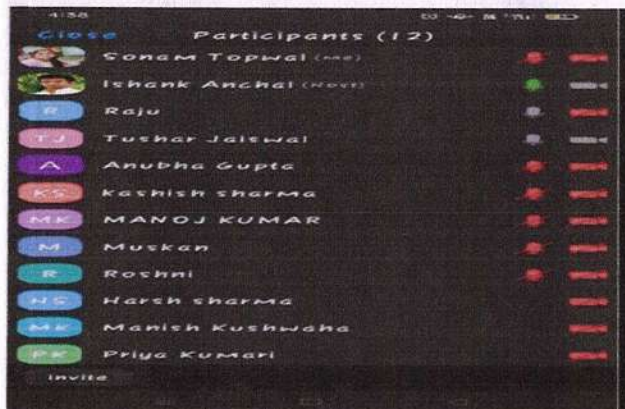 4:38
Close Participants (12)
Sonam Topwal (me)
Ishank Anchal (Host)
R Raju
TJ Tushar Jaiswal
A Anubha Gupta
KS kashish sharma
MK MANOJ KUMAR
M Muskan
R Roshni
HS Harsh sharma
MK Manish Kushwaha
PK Priya Kumari
invite